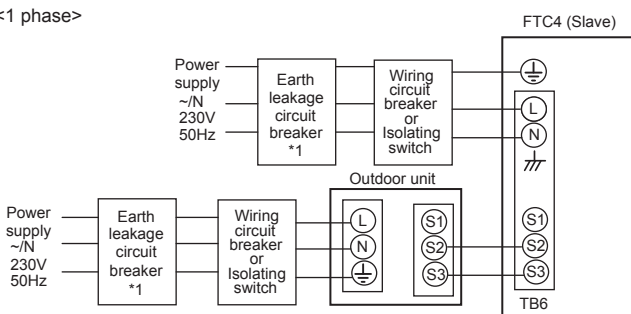 <1 phase>
FTC4 (Slave)
Power
supply
~/N
230V
50Hz
Earth
leakage
circuit
breaker
*1
Wiring
circuit
breaker
or
Isolating
switch
L
N
S1
S2
S3
TB6
Outdoor unit
Power
supply
~/N
230V
50Hz
Earth
leakage
circuit
breaker
*1
Wiring
circuit
breaker
or
Isolating
switch
L
N
S1
S2
S3